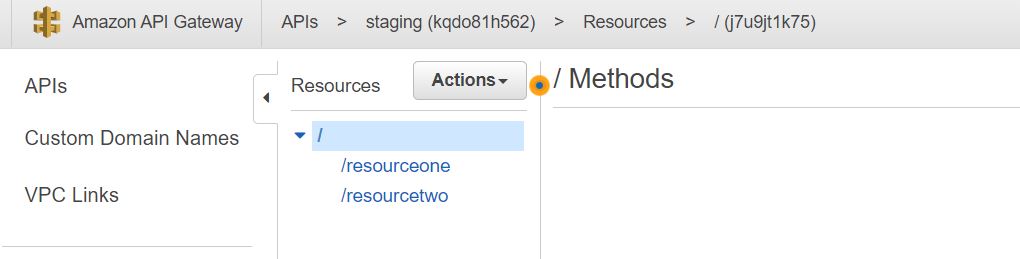 Amazon API Gateway APIs > staging (kqdo81h562) > Resources > / (j7u9jt1k75)
APIs
Custom Domain Names
VPC Links
Resources Actions
/
/resourceone
/resourcetwo
/ Methods